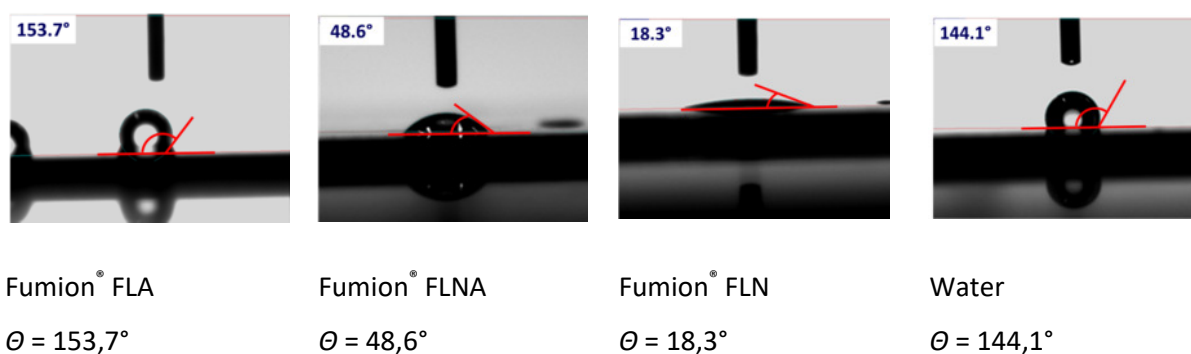 153.7° 48.6° 18.3° 144.1°
Fumion® FLA Fumion® FLNA Fumion® FLN Water
Θ = 153,7° Θ = 48,6° Θ = 18,3° Θ = 144,1°